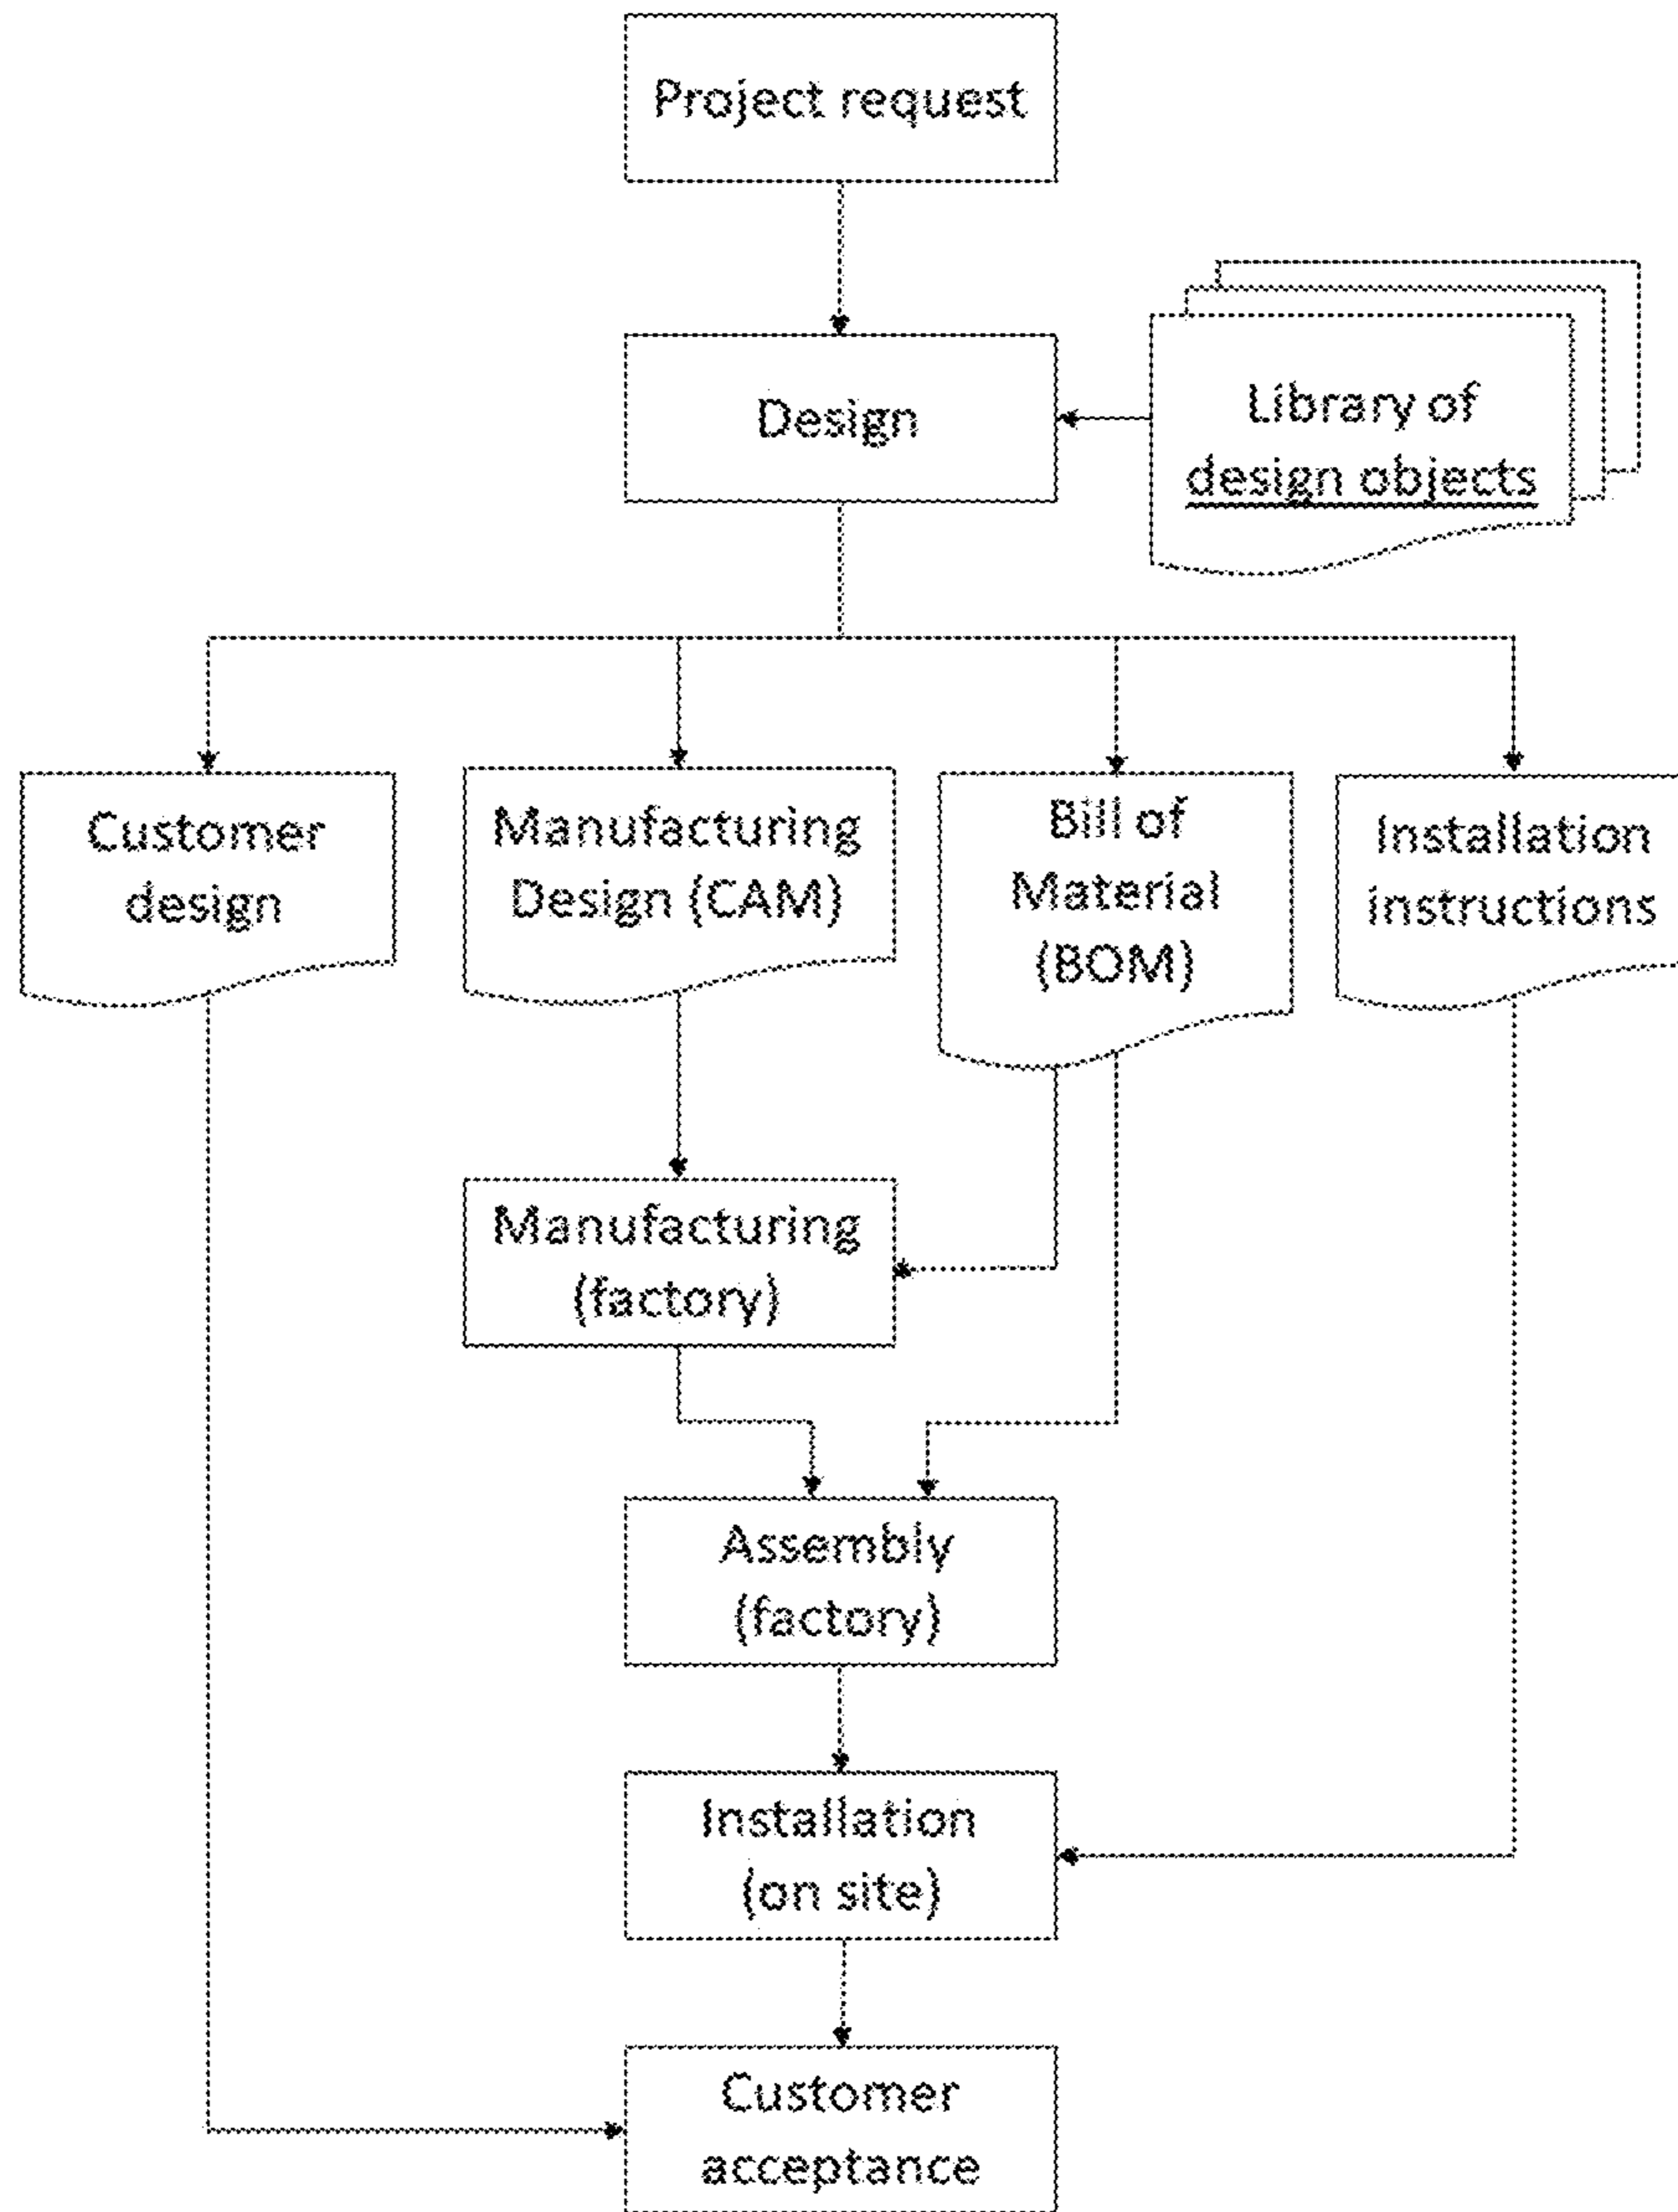 Project request
Design
Library of
design objects
Customer
design
Manufacturing
Design (CAM)
Bill of
Material
(BOM)
Installation
instructions
Manufacturing
(factory)
Assembly
(factory)
Installation
(on site)
Customer
acceptance